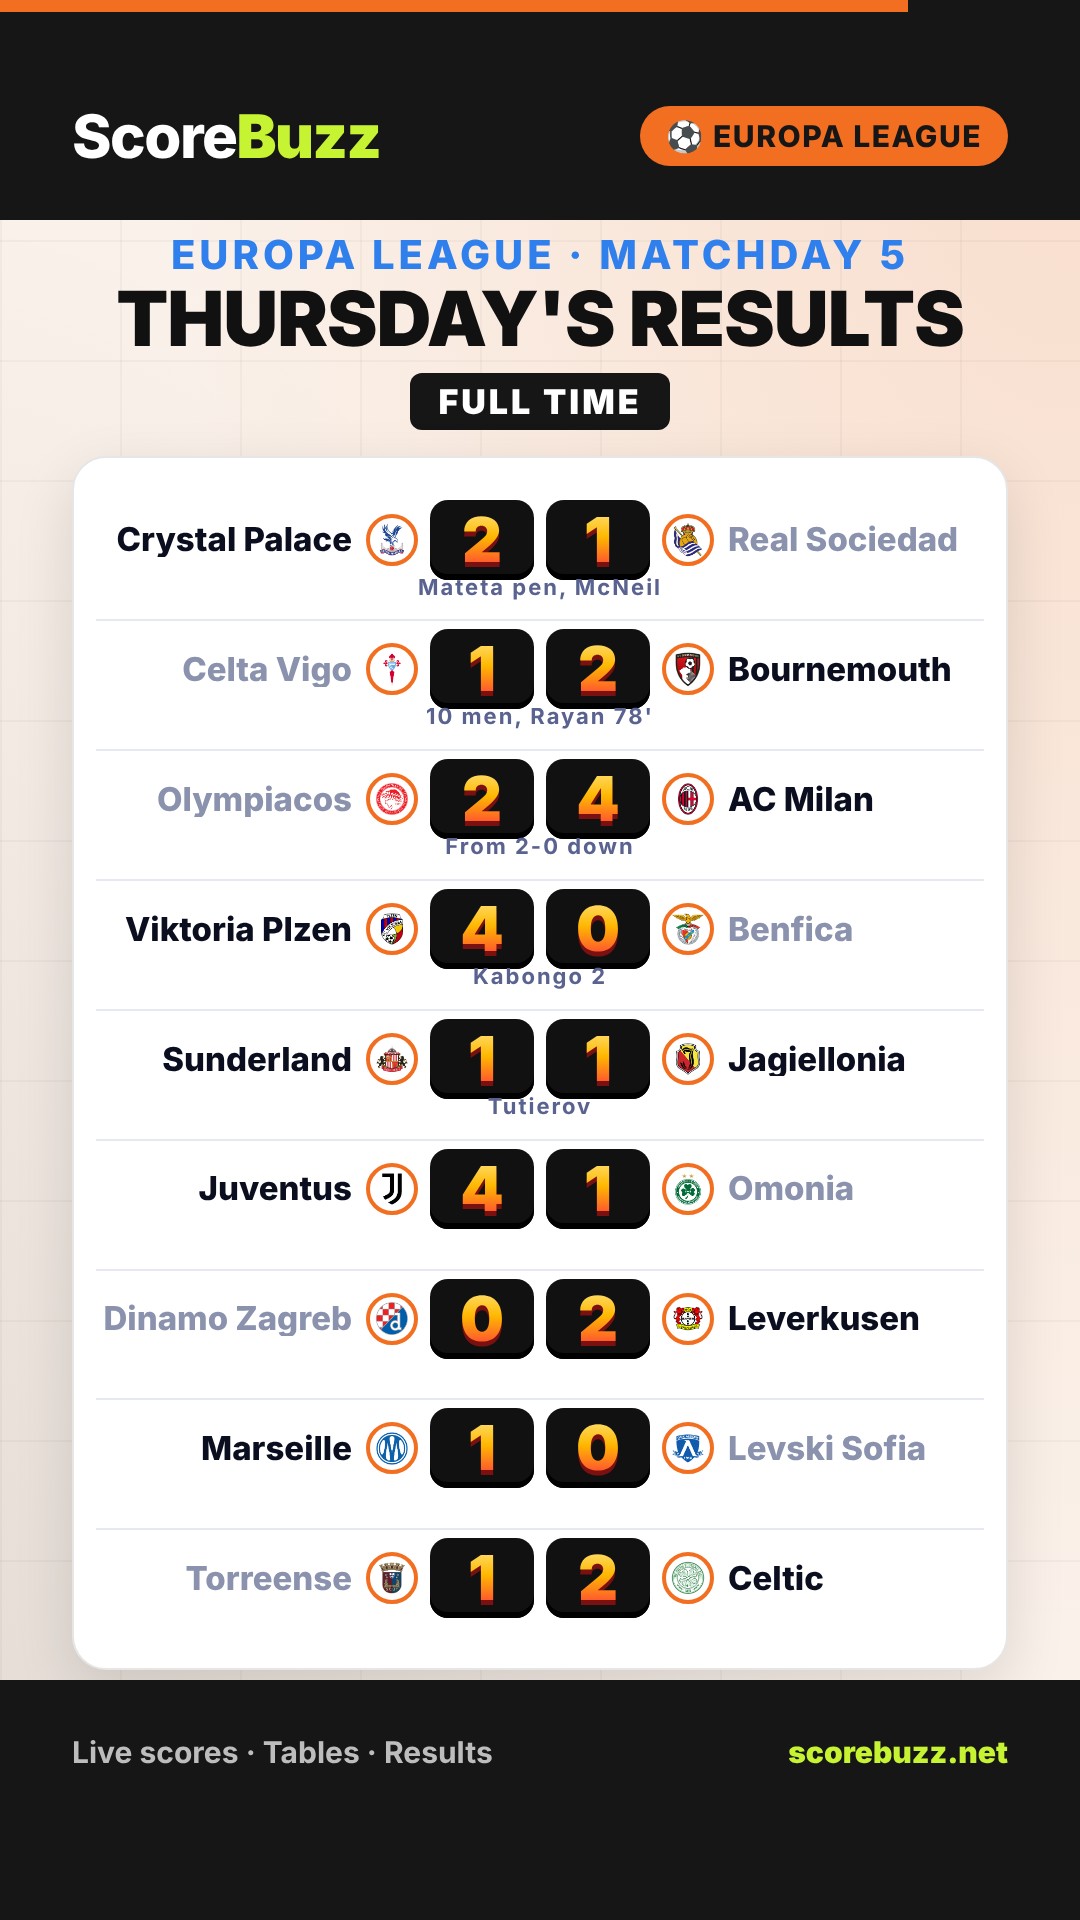 ScoreBuzz
⚽ EUROPA LEAGUE
EUROPA LEAGUE · MATCHDAY 5
THURSDAY'S RESULTS
FULL TIME
Crystal Palace 2 1 Real Sociedad
Mateta pen, McNeil
Celta Vigo 1 2 Bournemouth
10 men, Rayan 78'
Olympiacos 2 4 AC Milan
From 2-0 down
Viktoria Plzen 4 0 Benfica
Kabongo 2
Sunderland 1 1 Jagiellonia
Tutierov
Juventus 4 1 Omonia
Dinamo Zagreb 0 2 Leverkusen
Marseille 1 0 Levski Sofia
Torreense 1 2 Celtic
Live scores · Tables · Results
scorebuzz.net